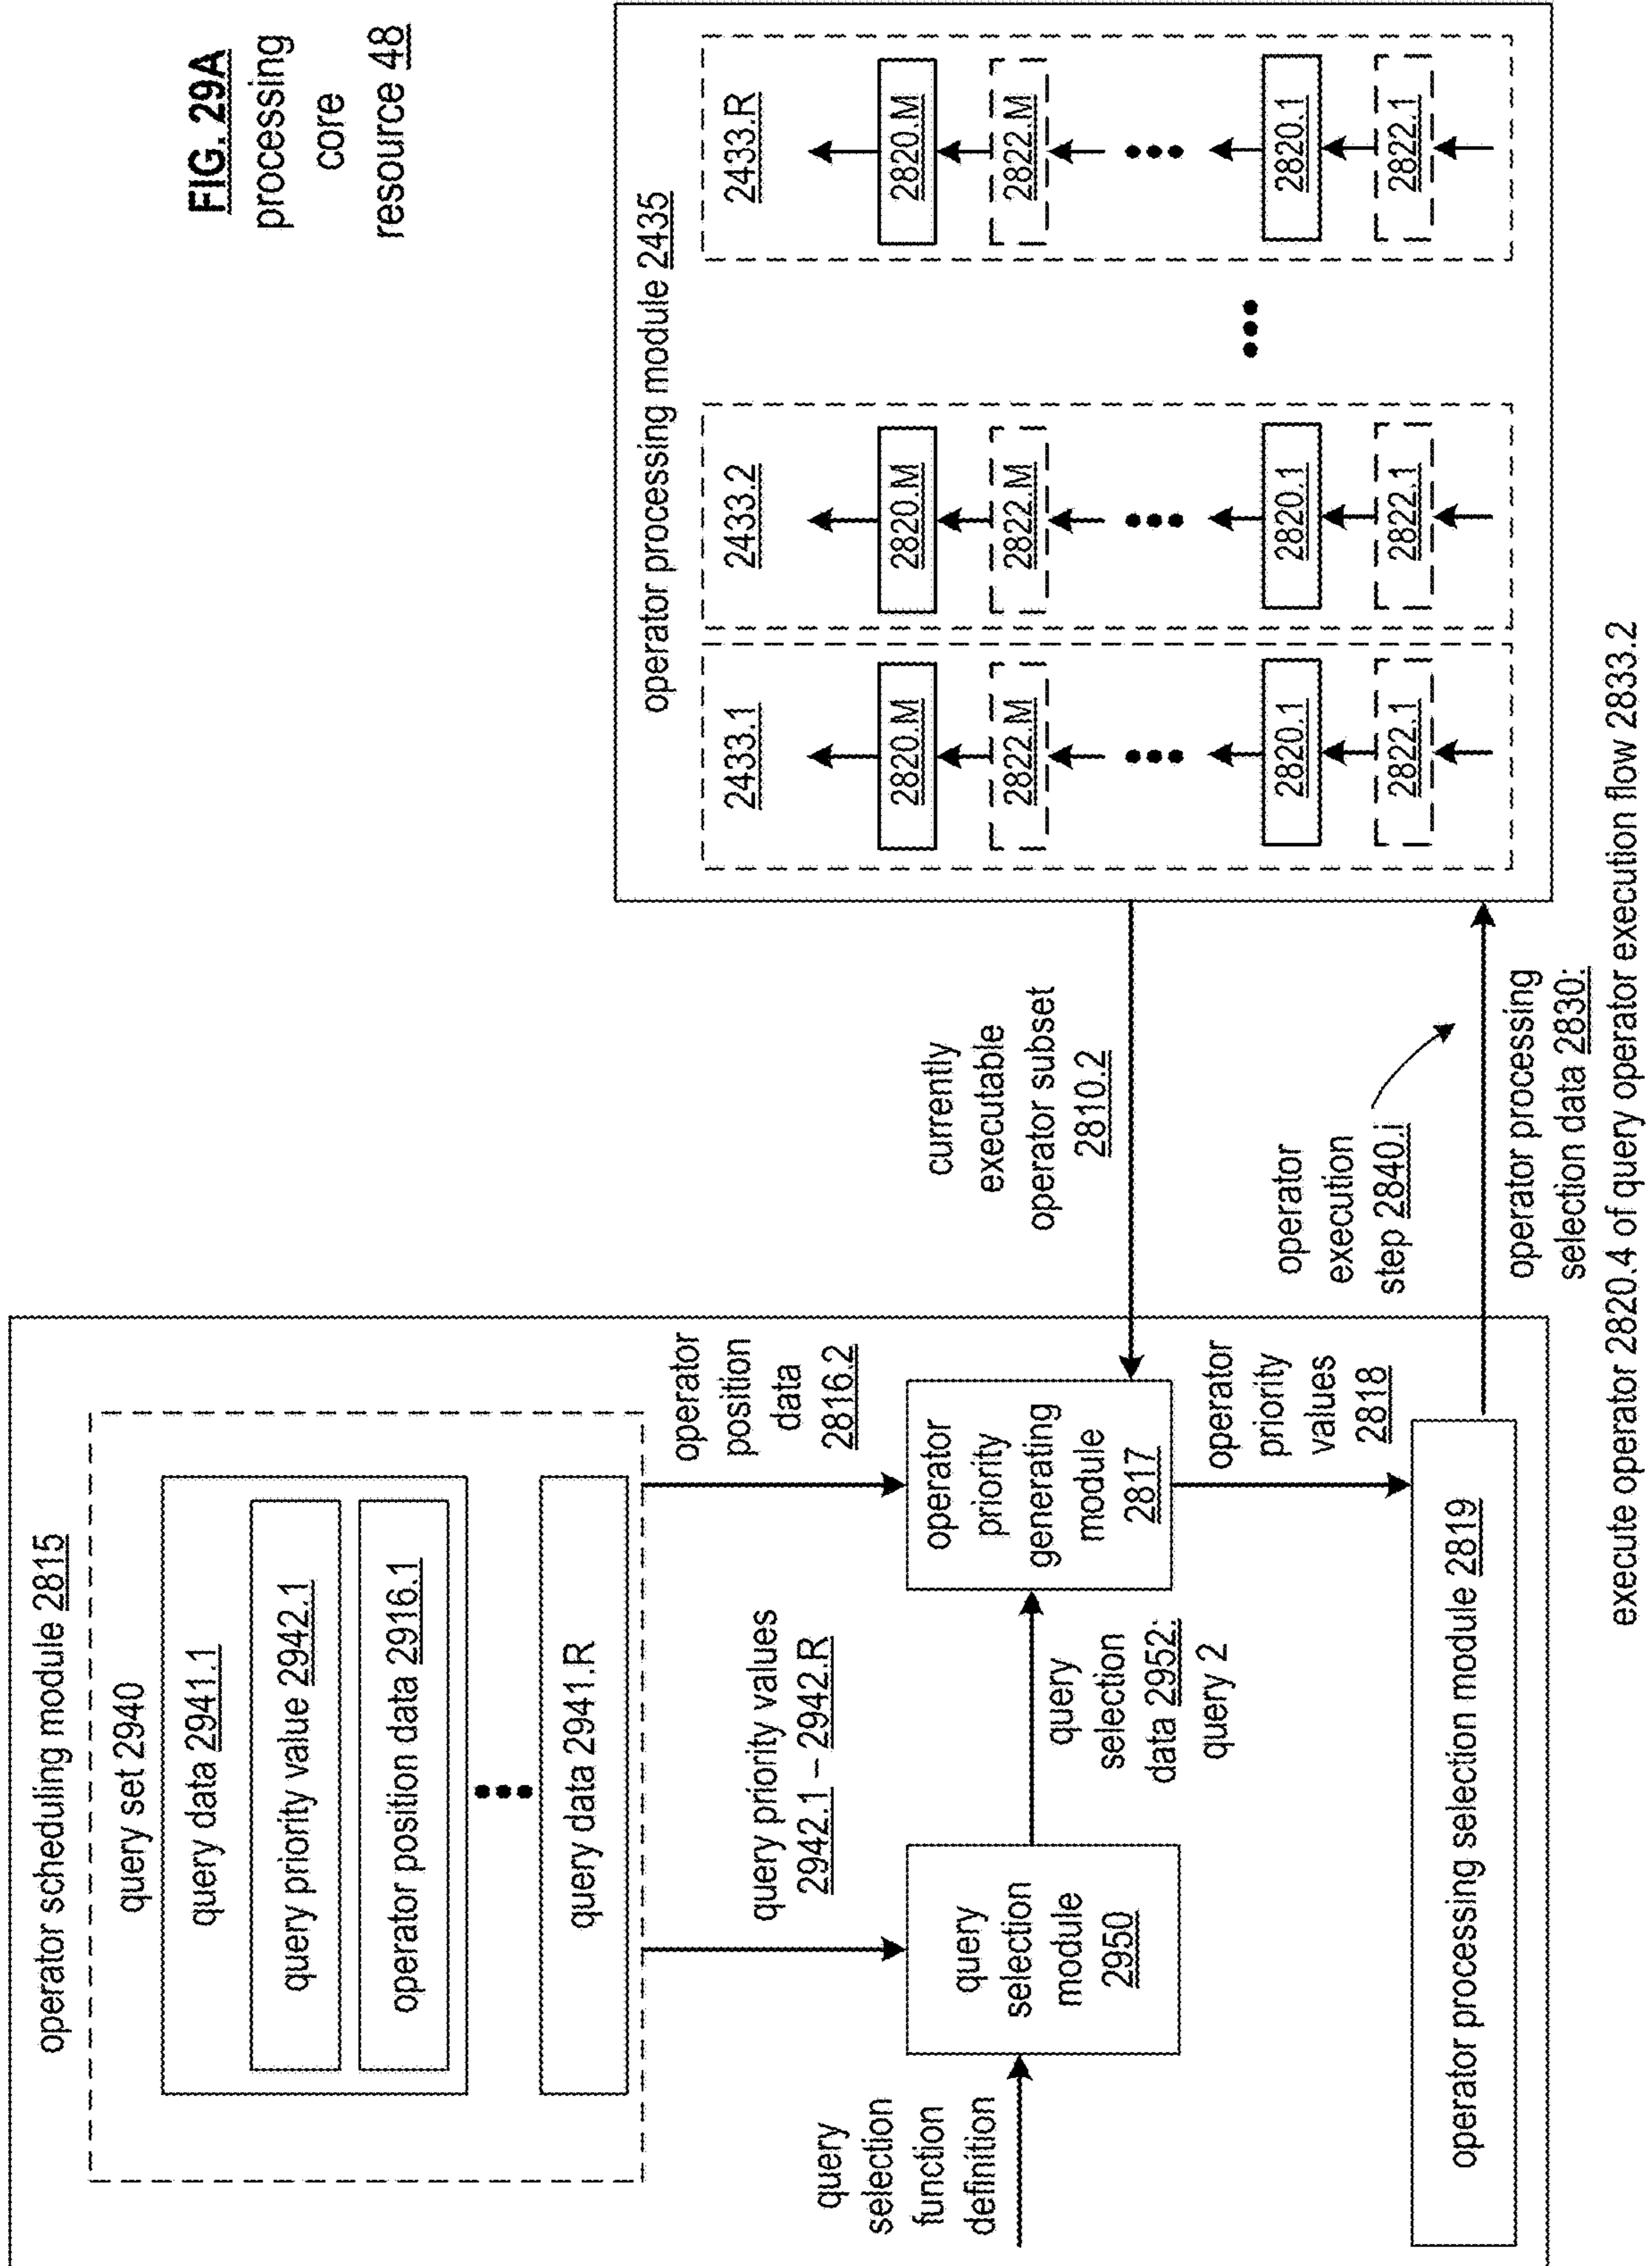 FIG. 29A
processing
core
resource 48
operator scheduling module 2815
query set 2940
query data 2941.1
query priority value 2942.1
operator position data 2916.1
query data 2941.R
query priority values
2942.1 – 2942.R
operator
position
data
2816.2
query
selection
function
definition
query
selection
module
2950
query
selection
data 2952:
query 2
operator
priority
generating
module
2817
operator
priority
values
2818
operator processing selection module 2819
currently
executable
operator subset
2810.2
operator
execution
step 2840.i
operator processing
selection data 2830:
execute operator 2820.4 of query operator execution flow 2833.2
operator processing module 2435
2433.1
2820.M
2822.M
2820.1
2822.1
2433.2
2820.M
2822.M
2820.1
2822.1
2433.R
2820.M
2822.M
2820.1
2822.1